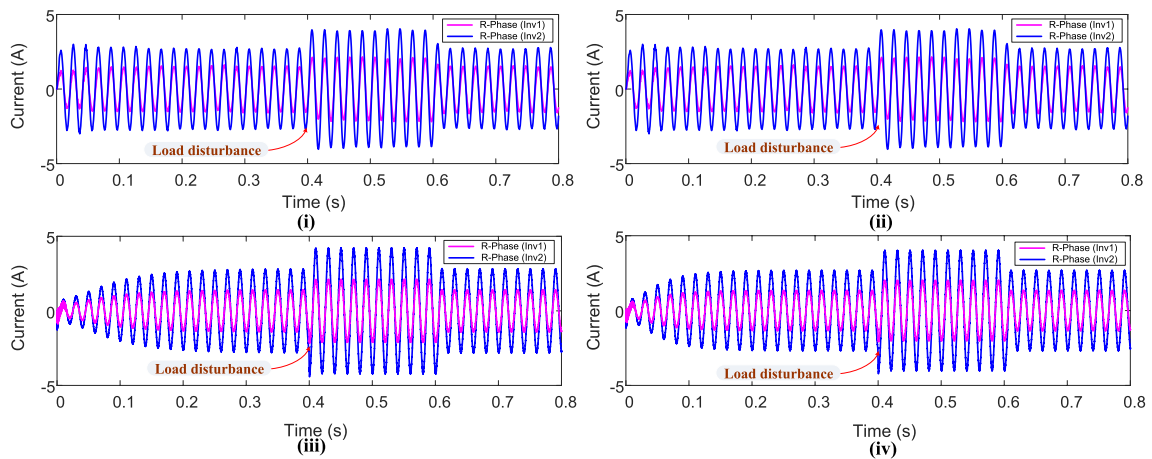 R-Phase (Inv1)
R-Phase (Inv2)
Current (A)
5
0
-5
Load disturbance
0 0.1 0.2 0.3 0.4 0.5 0.6 0.7 0.8
Time (s)
(i)
R-Phase (Inv1)
R-Phase (Inv2)
Current (A)
5
0
-5
Load disturbance
0 0.1 0.2 0.3 0.4 0.5 0.6 0.7 0.8
Time (s)
(ii)
R-Phase (Inv1)
R-Phase (Inv2)
Current (A)
5
0
-5
Load disturbance
0 0.1 0.2 0.3 0.4 0.5 0.6 0.7 0.8
Time (s)
(iii)
R-Phase (Inv1)
R-Phase (Inv2)
Current (A)
5
0
-5
Load disturbance
0 0.1 0.2 0.3 0.4 0.5 0.6 0.7 0.8
Time (s)
(iv)